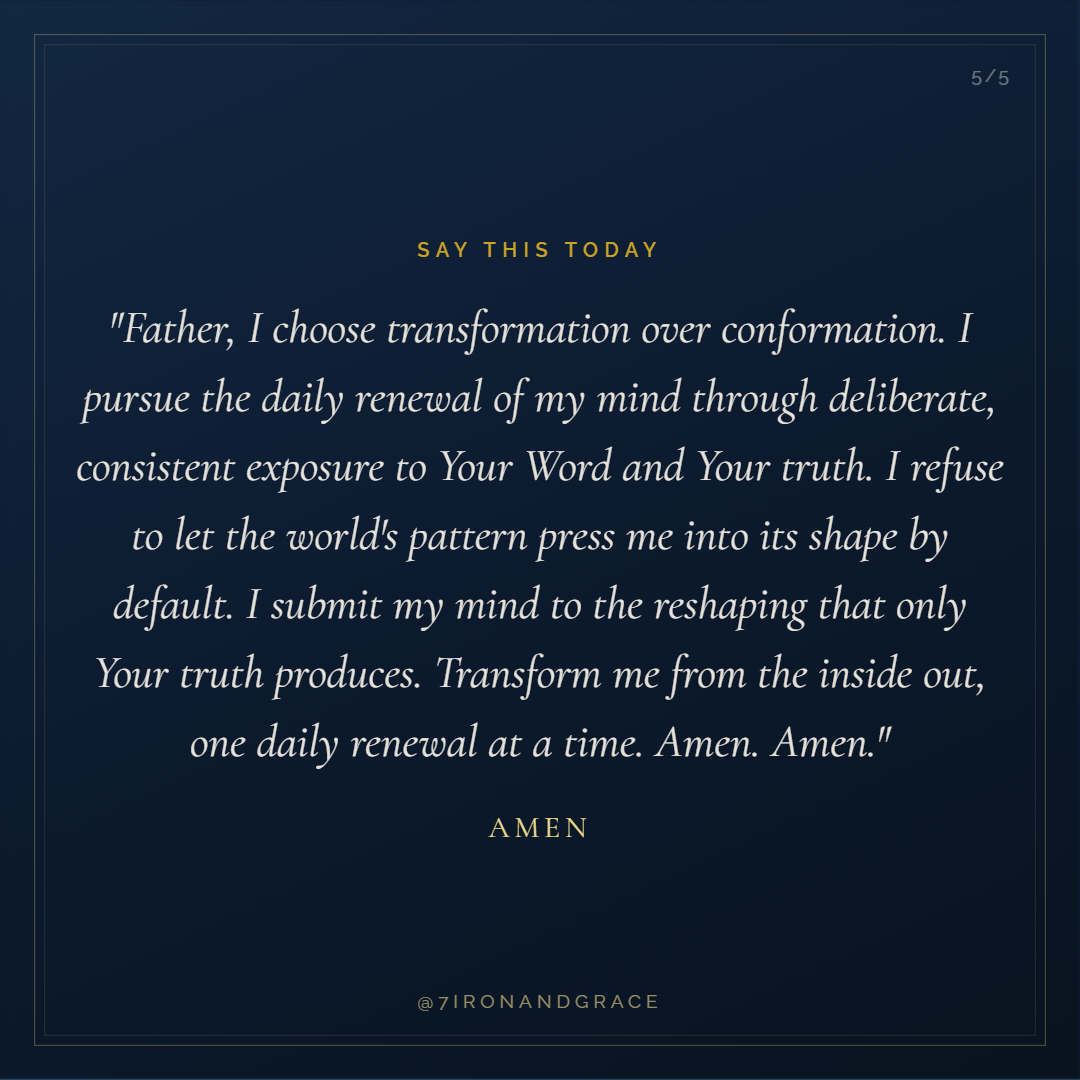 5/5
SAY THIS TODAY
"Father, I choose transformation over conformation. I
pursue the daily renewal of my mind through deliberate,
consistent exposure to Your Word and Your truth. I refuse
to let the world's pattern press me into its shape by
default. I submit my mind to the reshaping that only
Your truth produces. Transform me from the inside out,
one daily renewal at a time. Amen. Amen."
AMEN
@7IRONANDGRACE